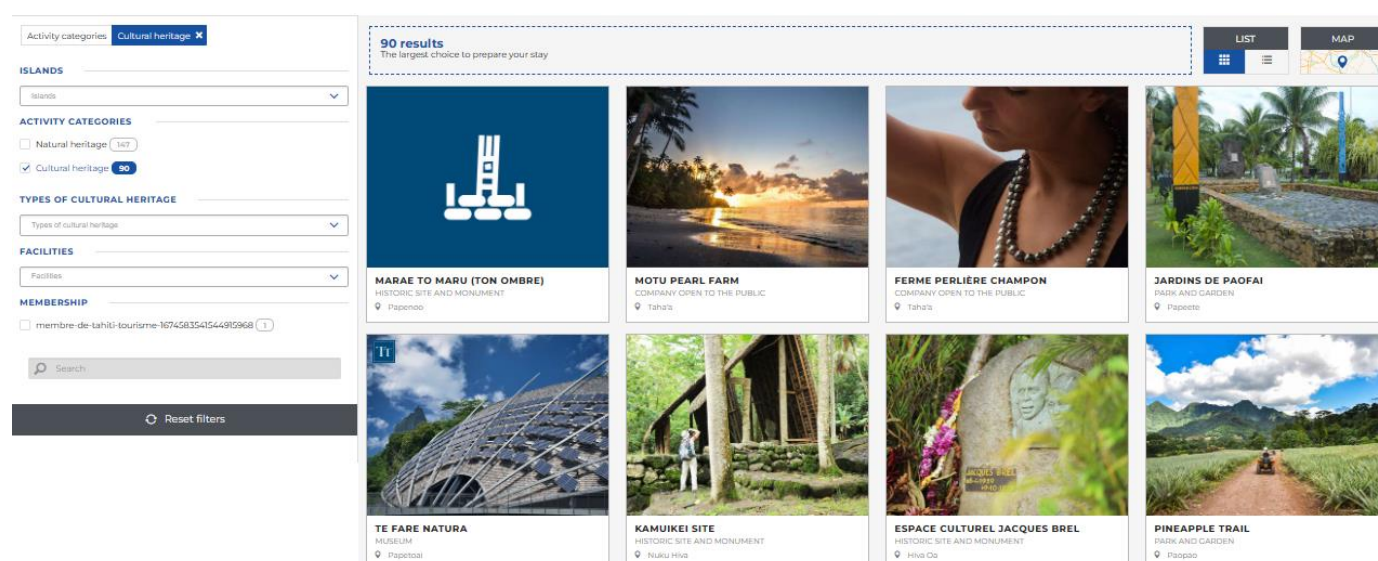 Activity categories Cultural heritage ✖
ISLANDS
Islands
ACTIVITY CATEGORIES
Natural heritage 147
Cultural heritage 90
TYPES OF CULTURAL HERITAGE
Types of cultural heritage
FACILITIES
Facilities
MEMBERSHIP
membre-de-tahiti-tourisme-1674583541544915968 1
Search
Reset filters
90 results
The largest choice to prepare your stay
LIST
MAP
MARAE TO MARU (TON OMBRE)
HISTORIC SITE AND MONUMENT
Papenoo
MOTU PEARL FARM
COMPANY OPEN TO THE PUBLIC
Taha'a
FERME PERLIÈRE CHAMPON
COMPANY OPEN TO THE PUBLIC
Taha'a
JARDINS DE PAOFAI
PARK AND GARDEN
Papeete
TT
TE FARE NATURA
MUSEUM
Papetoai
KAMUIKEI SITE
HISTORIC SITE AND MONUMENT
Nuku Hiva
JACQUES BREL
ESPACE CULTUREL JACQUES BREL
HISTORIC SITE AND MONUMENT
Hiva Oa
PINEAPPLE TRAIL
PARK AND GARDEN
Paopao